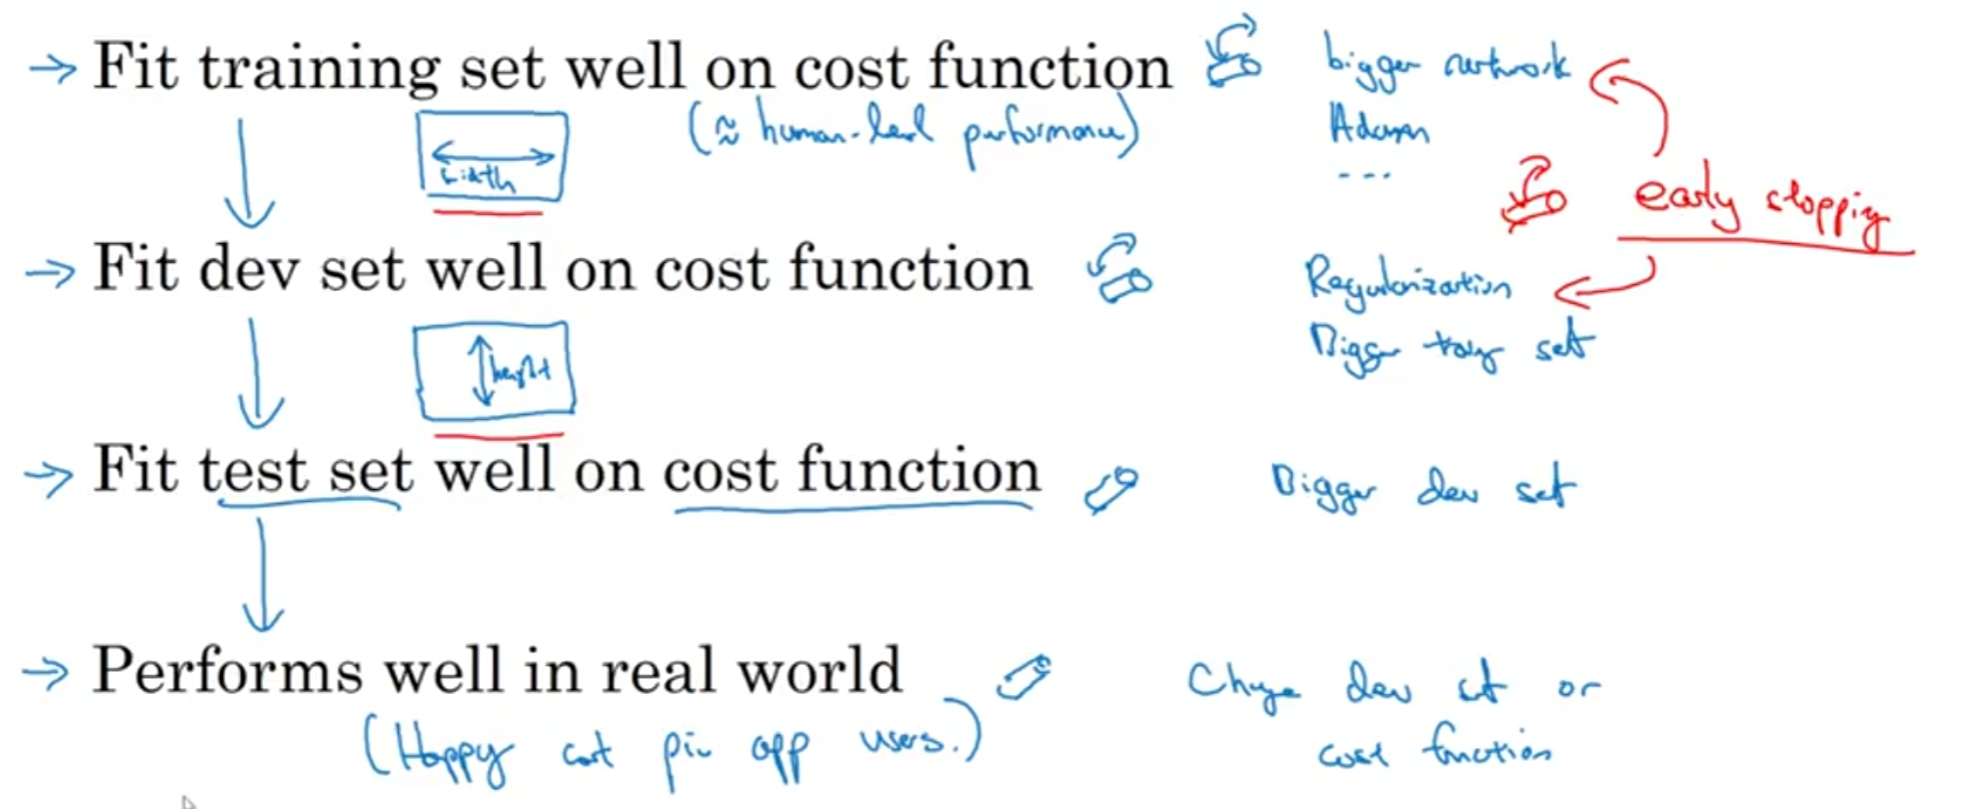 → Fit training set well on cost function
(≈ human-level performance)
bigger network
Adam
---
width
early stopping
→ Fit dev set well on cost function
Regularization
Bigger training set
height
→ Fit test set well on cost function
Bigger dev set
→ Performs well in real world
(Happy cat pic app users.)
Change dev set or
cost function